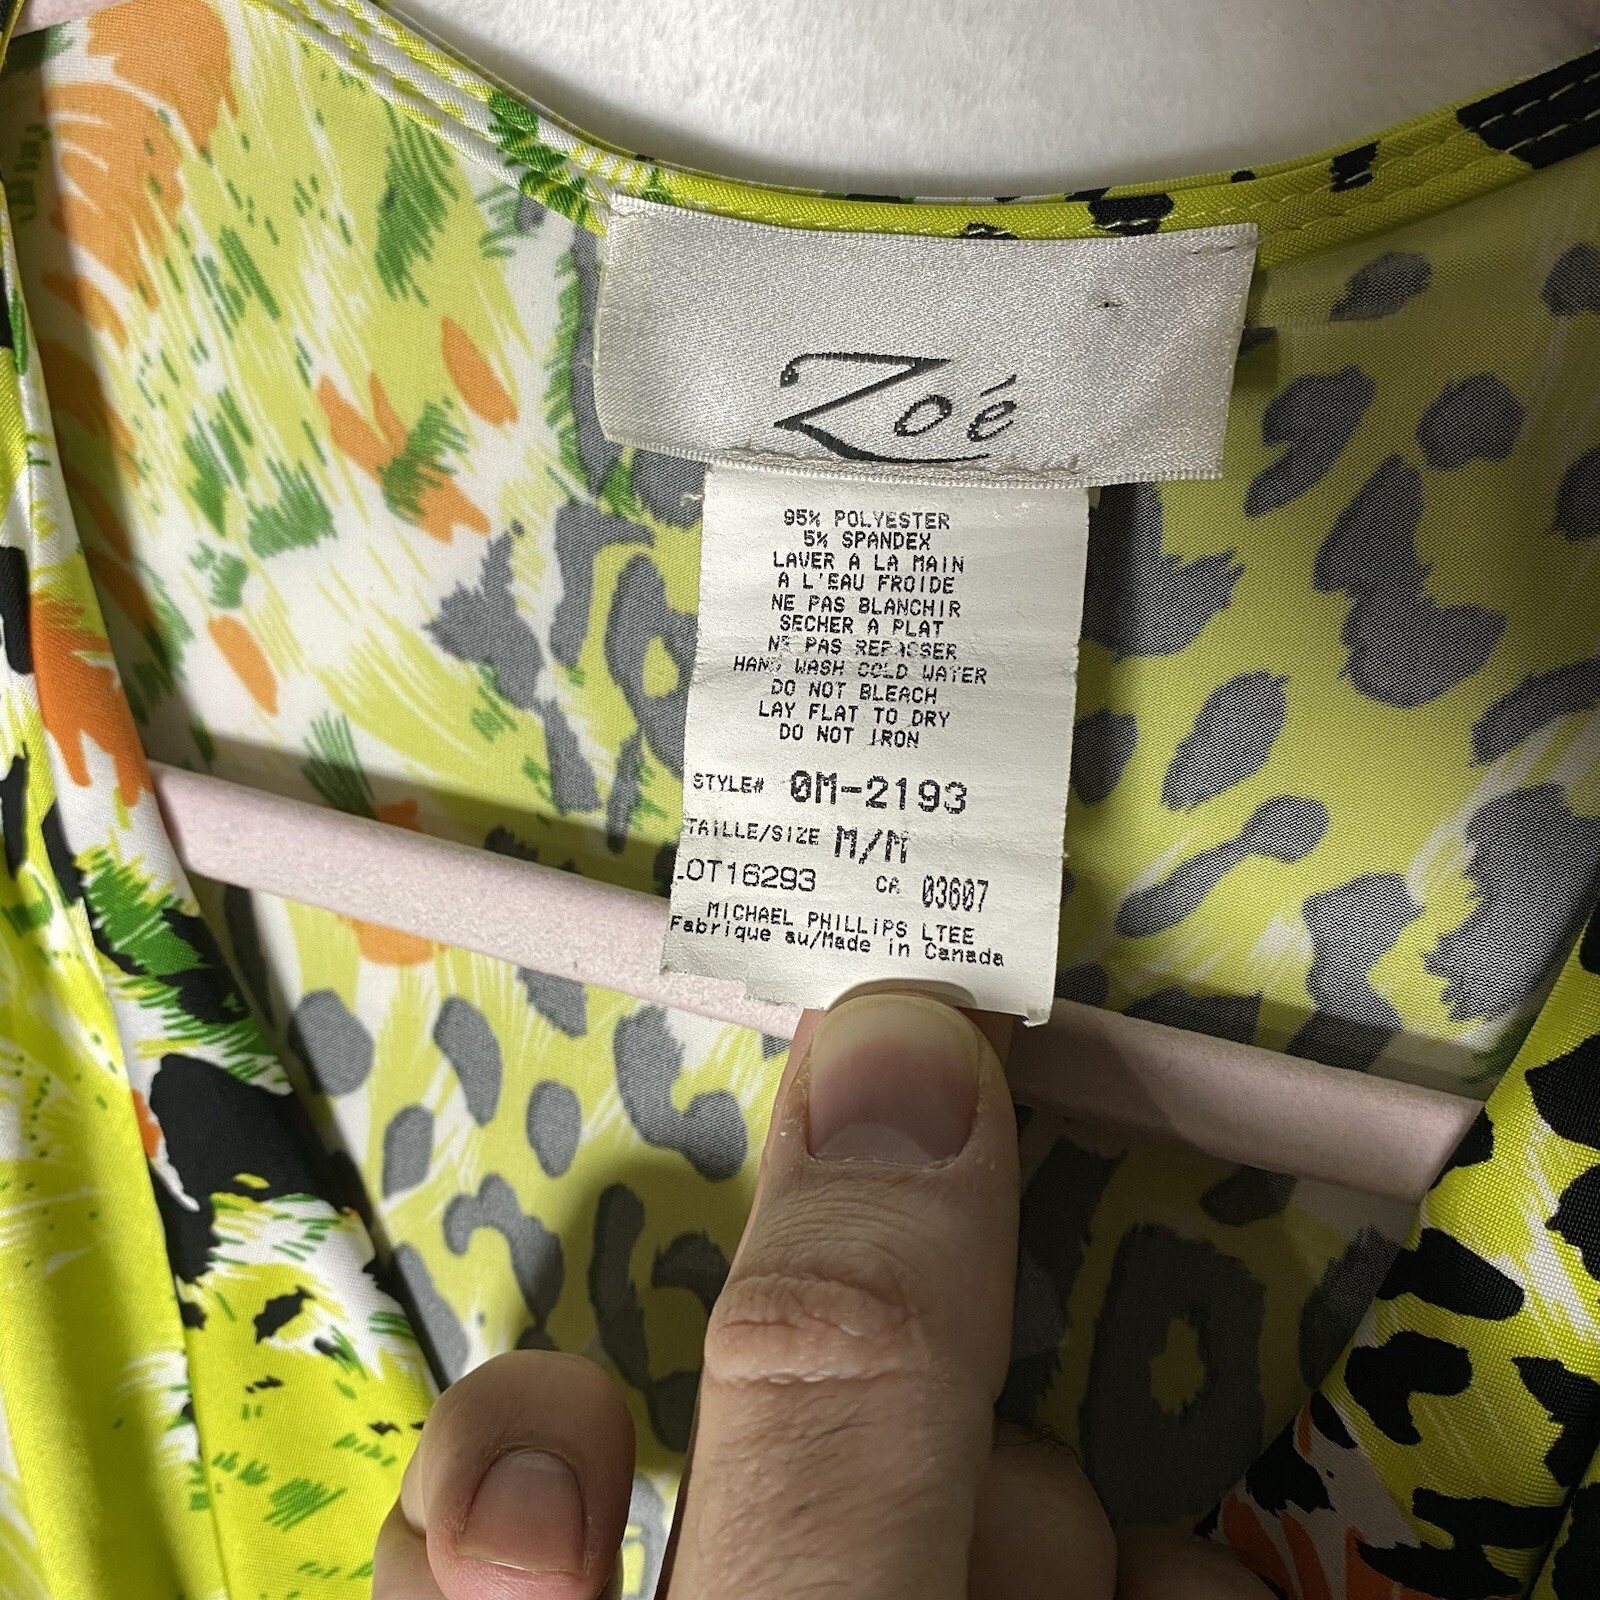 Zoé
95% POLYESTER
5% SPANDEX
LAVER A LA MAIN
A L'EAU FROIDE
NE PAS BLANCHIR
SECHER A PLAT
NE PAS REPASSER
HAND WASH COLD WATER
DO NOT BLEACH
LAY FLAT TO DRY
DO NOT IRON
STYLE# 0M-2193
TAILLE/SIZE M/M
LOT16293 CA 03607
MICHAEL PHILLIPS LTEE
Fabrique au/Made in Canada